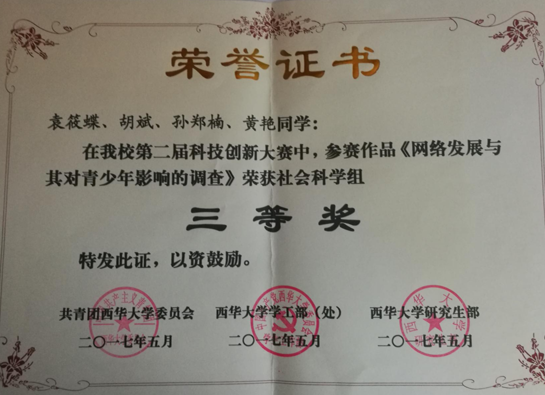 荣誉证书
袁筱蝶、胡斌、孙郑楠、黄艳同学：
在我校第二届科技创新大赛中，参赛作品《网络发展与
其对青少年影响的调查》荣获社会科学组
三等奖
特发此证，以资鼓励。
共青团西华大学委员会 西华大学学工部（处） 西华大学研究生部
二〇一七年五月 二〇一七年五月 二〇一七年五月